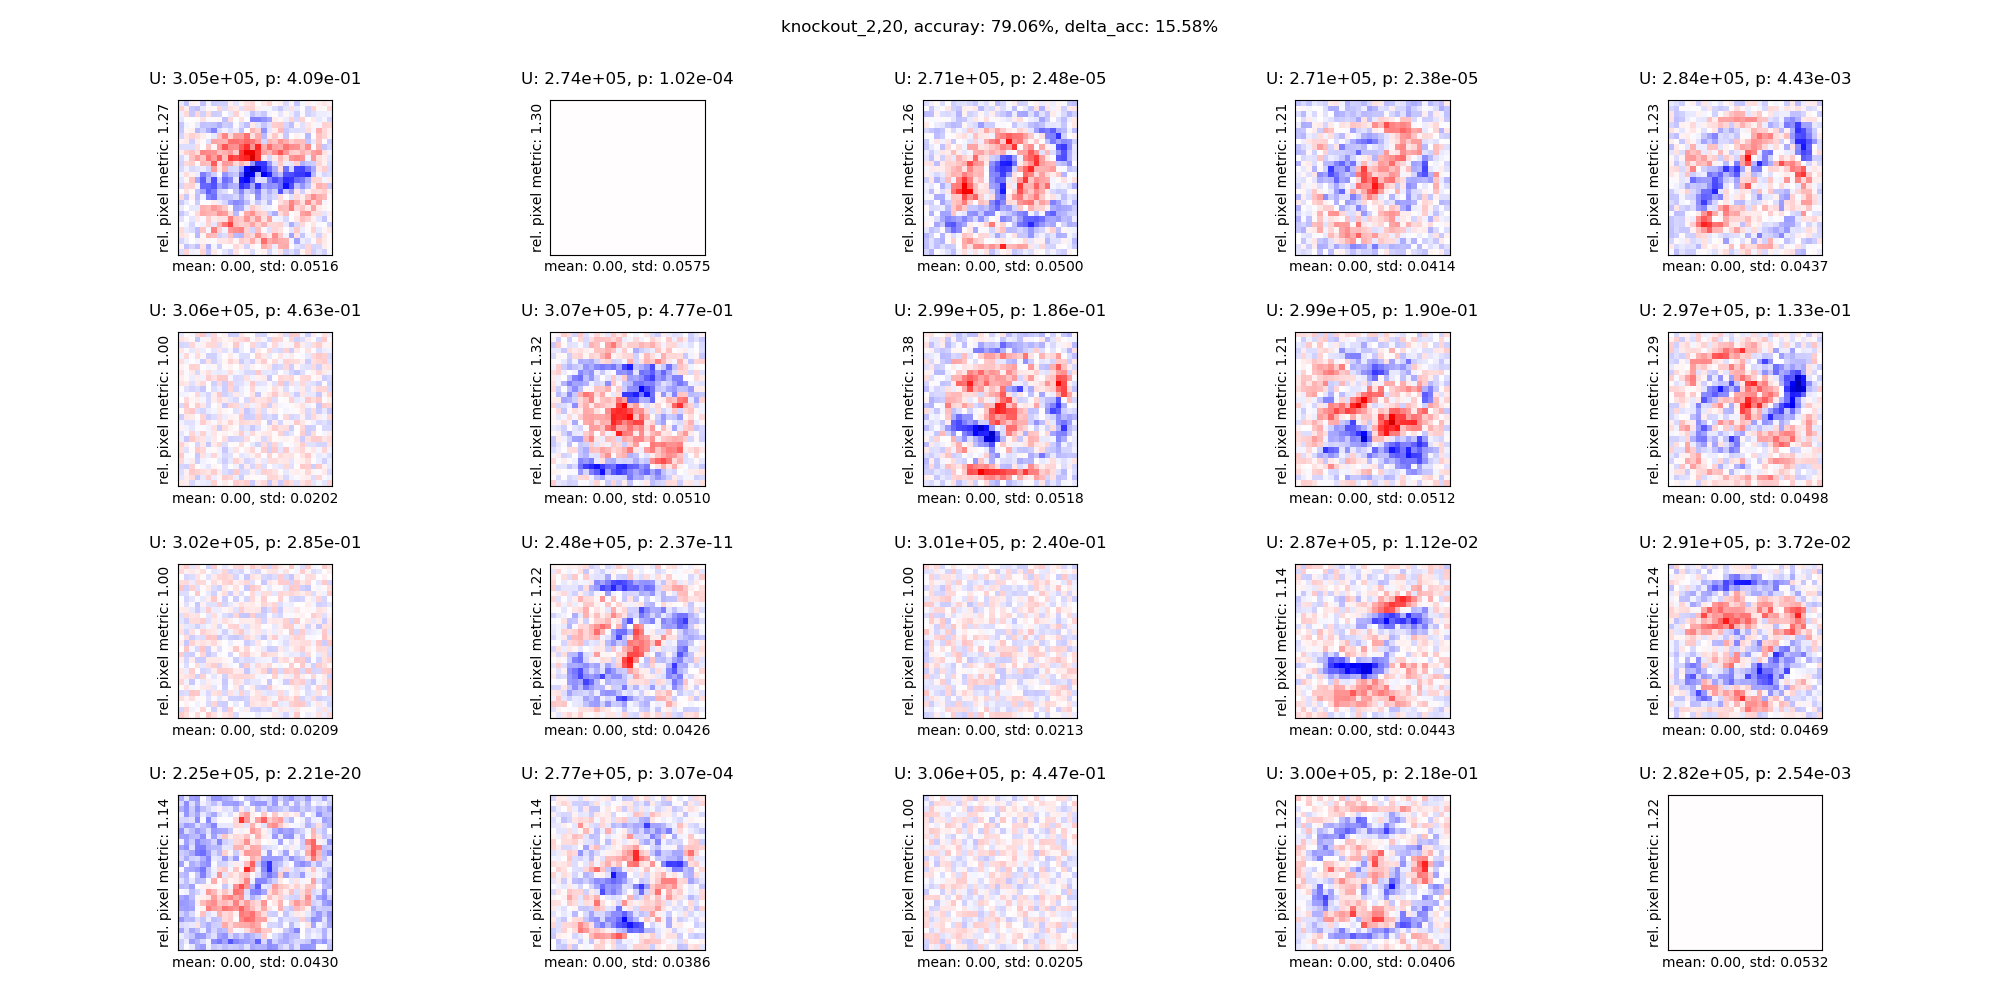 knockout_2,20, accuray: 79.06%, delta_acc: 15.58%
U: 3.05e+05, p: 4.09e-01
rel. pixel metric: 1.27
mean: 0.00, std: 0.0516
U: 2.74e+05, p: 1.02e-04
rel. pixel metric: 1.30
mean: 0.00, std: 0.0575
U: 2.71e+05, p: 2.48e-05
rel. pixel metric: 1.26
mean: 0.00, std: 0.0500
U: 2.71e+05, p: 2.38e-05
rel. pixel metric: 1.21
mean: 0.00, std: 0.0414
U: 2.84e+05, p: 4.43e-03
rel. pixel metric: 1.23
mean: 0.00, std: 0.0437
U: 3.06e+05, p: 4.63e-01
rel. pixel metric: 1.00
mean: 0.00, std: 0.0202
U: 3.07e+05, p: 4.77e-01
rel. pixel metric: 1.32
mean: 0.00, std: 0.0510
U: 2.99e+05, p: 1.86e-01
rel. pixel metric: 1.38
mean: 0.00, std: 0.0518
U: 2.99e+05, p: 1.90e-01
rel. pixel metric: 1.21
mean: 0.00, std: 0.0512
U: 2.97e+05, p: 1.33e-01
rel. pixel metric: 1.29
mean: 0.00, std: 0.0498
U: 3.02e+05, p: 2.85e-01
rel. pixel metric: 1.00
mean: 0.00, std: 0.0209
U: 2.48e+05, p: 2.37e-11
rel. pixel metric: 1.22
mean: 0.00, std: 0.0426
U: 3.01e+05, p: 2.40e-01
rel. pixel metric: 1.00
mean: 0.00, std: 0.0213
U: 2.87e+05, p: 1.12e-02
rel. pixel metric: 1.14
mean: 0.00, std: 0.0443
U: 2.91e+05, p: 3.72e-02
rel. pixel metric: 1.24
mean: 0.00, std: 0.0469
U: 2.25e+05, p: 2.21e-20
rel. pixel metric: 1.14
mean: 0.00, std: 0.0430
U: 2.77e+05, p: 3.07e-04
rel. pixel metric: 1.14
mean: 0.00, std: 0.0386
U: 3.06e+05, p: 4.47e-01
rel. pixel metric: 1.00
mean: 0.00, std: 0.0205
U: 3.00e+05, p: 2.18e-01
rel. pixel metric: 1.22
mean: 0.00, std: 0.0406
U: 2.82e+05, p: 2.54e-03
rel. pixel metric: 1.22
mean: 0.00, std: 0.0532